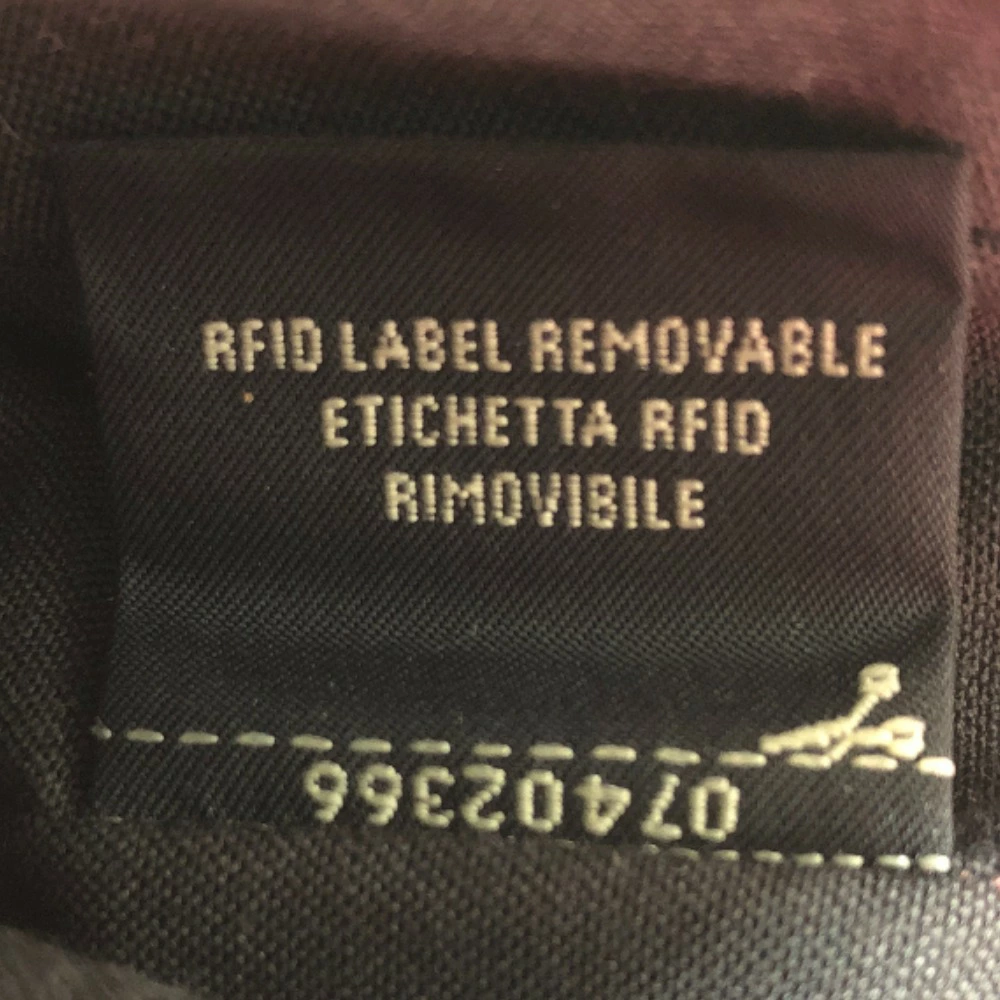 RFID LABEL REMOVABLE
ETICHETTA RFID
RIMOVIBILE
07402366